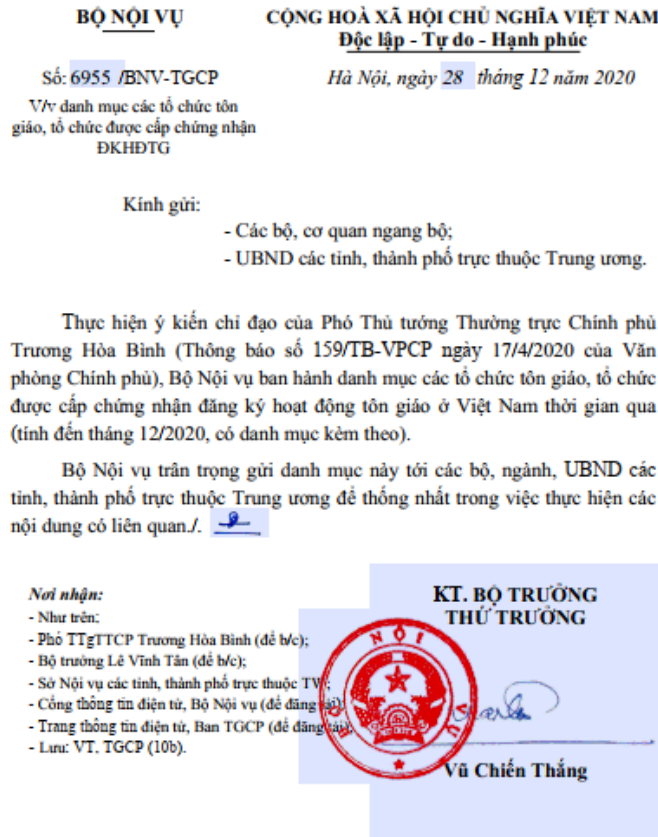 BỘ NỘI VỤ
CỘNG HOÀ XÃ HỘI CHỦ NGHĨA VIỆT NAM
Độc lập - Tự do - Hạnh phúc
Số: 6955 /BNV-TGCP
Hà Nội, ngày 28 tháng 12 năm 2020
V/v danh mục các tổ chức tôn
giáo, tổ chức được cấp chứng nhận
ĐKHĐTG
Kính gửi:
- Các bộ, cơ quan ngang bộ;
- UBND các tỉnh, thành phố trực thuộc Trung ương.
Thực hiện ý kiến chỉ đạo của Phó Thủ tướng Thường trực Chính phủ
Trương Hòa Bình (Thông báo số 159/TB-VPCP ngày 17/4/2020 của Văn
phòng Chính phủ), Bộ Nội vụ ban hành danh mục các tổ chức tôn giáo, tổ chức
được cấp chứng nhận đăng ký hoạt động tôn giáo ở Việt Nam thời gian qua
(tính đến tháng 12/2020, có danh mục kèm theo).
Bộ Nội vụ trân trọng gửi danh mục này tới các bộ, ngành, UBND các
tỉnh, thành phố trực thuộc Trung ương để thống nhất trong việc thực hiện các
nội dung có liên quan./.
Nơi nhận:
- Như trên;
- Phó TTgTTCP Trương Hòa Bình (để b/c);
- Bộ trưởng Lê Vĩnh Tân (để b/c);
- Sở Nội vụ các tỉnh, thành phố trực thuộc TW;
- Cổng thông tin điện tử, Bộ Nội vụ (để đăng tải);
- Trang thông tin điện tử, Ban TGCP (để đăng tải);
- Lưu: VT, TGCP (10b).
KT. BỘ TRƯỞNG
THỨ TRƯỞNG
BỘ NỘI VỤ
Vũ Chiến Thắng